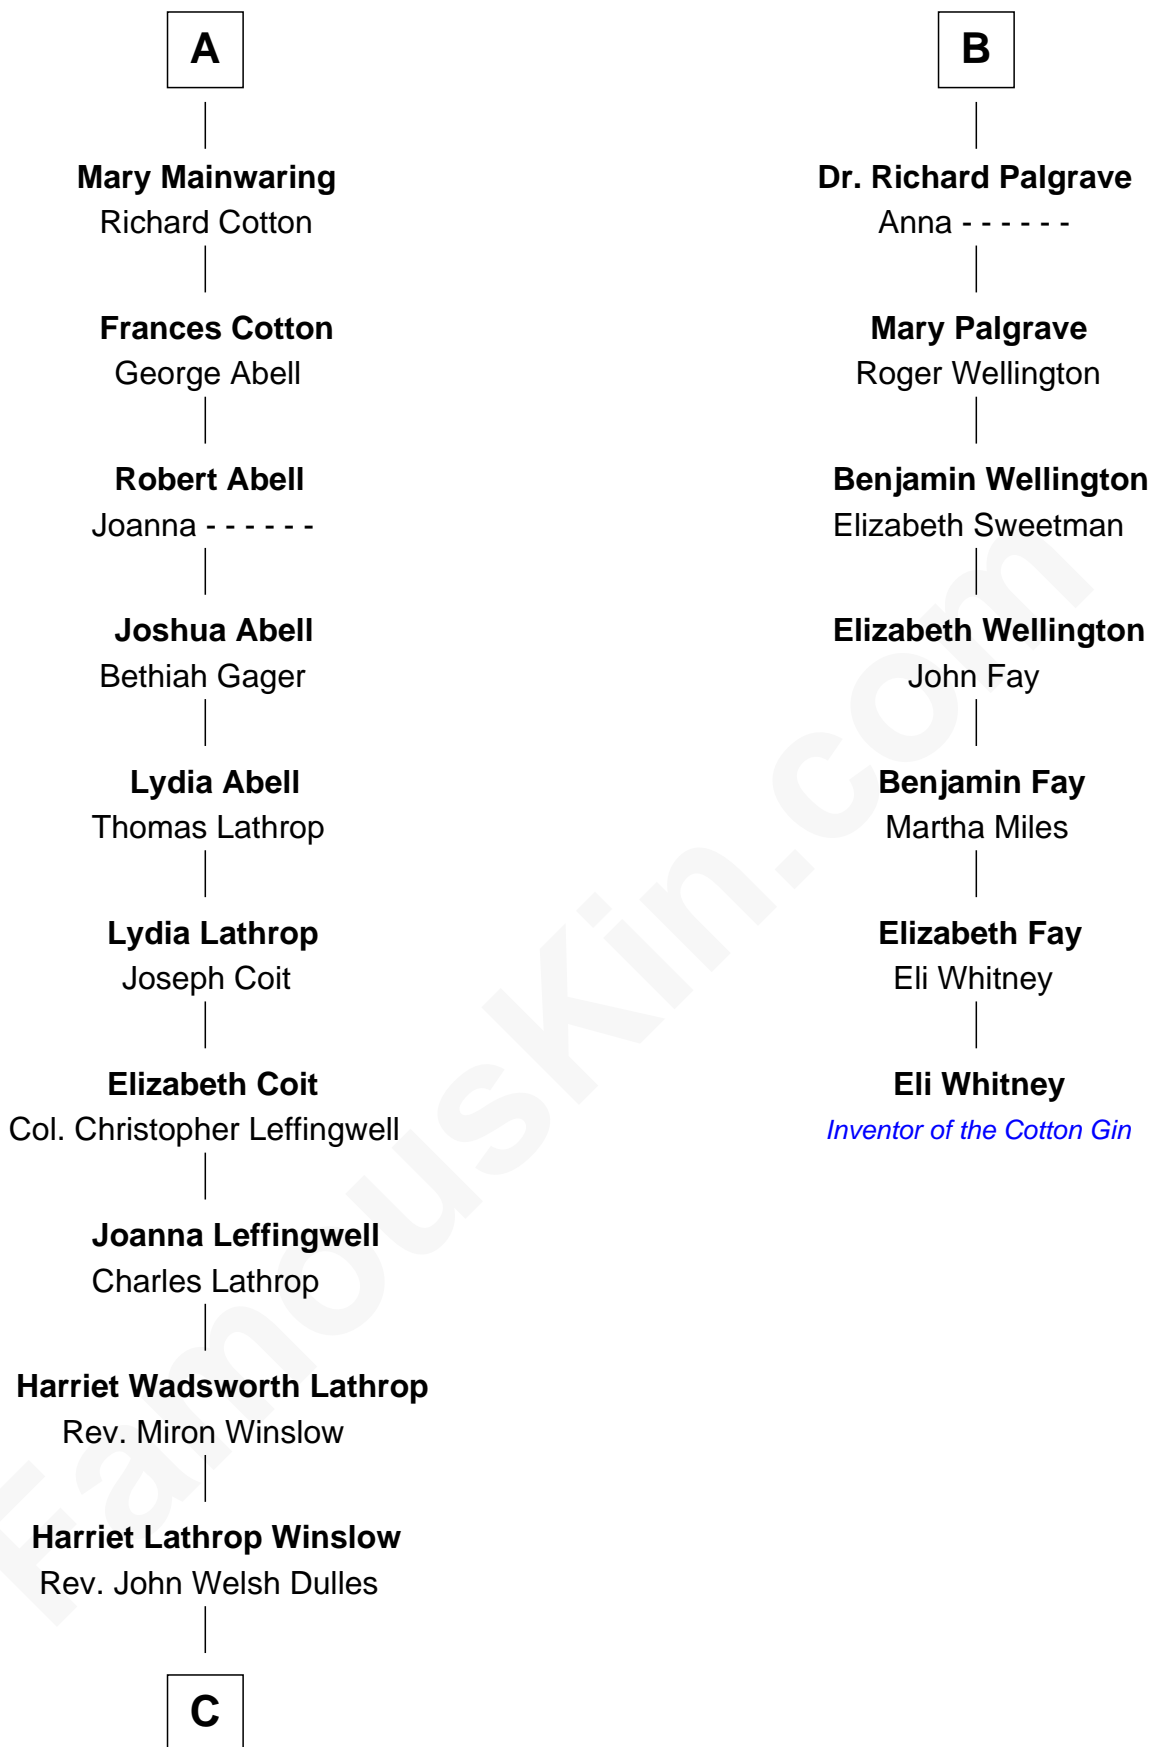 A
Mary Mainwaring
Richard Cotton
Frances Cotton
George Abell
Robert Abell
Joanna - - - - - -
Joshua Abell
Bethiah Gager
Lydia Abell
Thomas Lathrop
Lydia Lathrop
Joseph Coit
Elizabeth Coit
Col. Christopher Leffingwell
Joanna Leffingwell
Charles Lathrop
Harriet Wadsworth Lathrop
Rev. Miron Winslow
Harriet Lathrop Winslow
Rev. John Welsh Dulles
C
B
Dr. Richard Palgrave
Anna - - - - - -
Mary Palgrave
Roger Wellington
Benjamin Wellington
Elizabeth Sweetman
Elizabeth Wellington
John Fay
Benjamin Fay
Martha Miles
Elizabeth Fay
Eli Whitney
Eli Whitney
Inventor of the Cotton Gin
FamousKin.com